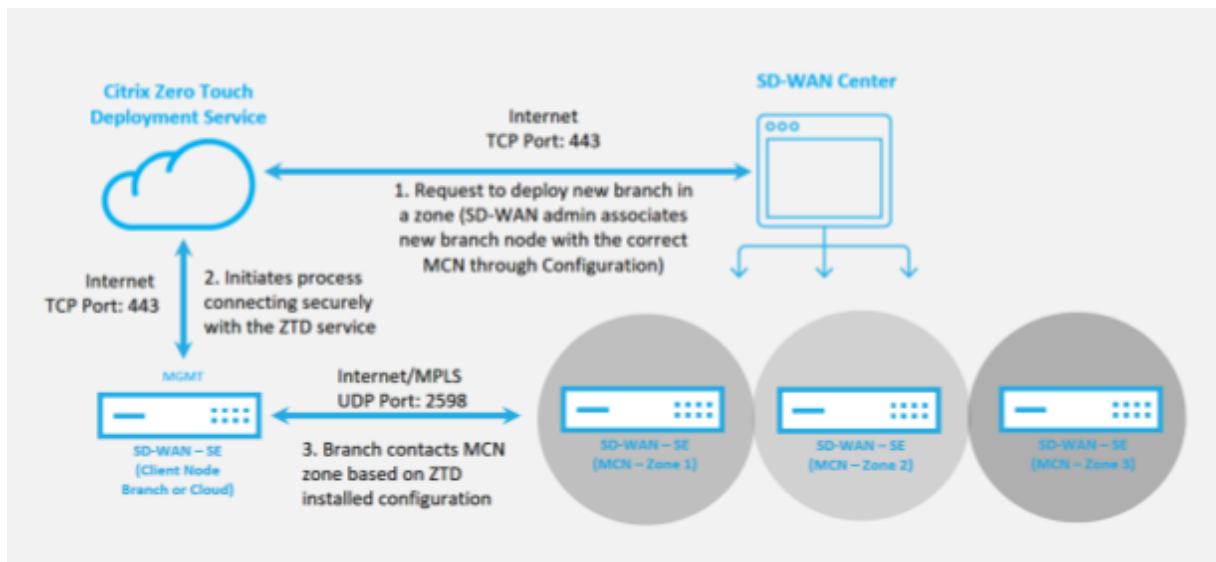 Citrix Zero Touch
Deployment Service
SD-WAN Center
Internet
TCP Port: 443
1. Request to deploy new branch in
a zone (SD-WAN admin associates
new branch node with the correct
MCN through Configuration)
Internet
TCP Port: 443
2. Initiates process
connecting securely
with the ZTD service
MGMT
SD-WAN – SE
(Client Node
Branch or Cloud)
Internet/MPLS
UDP Port: 2598
3. Branch contacts MCN
zone based on ZTD
installed configuration
SD-WAN – SE
(MCN – Zone 1)
SD-WAN – SE
(MCN – Zone 2)
SD-WAN – SE
(MCN – Zone 3)